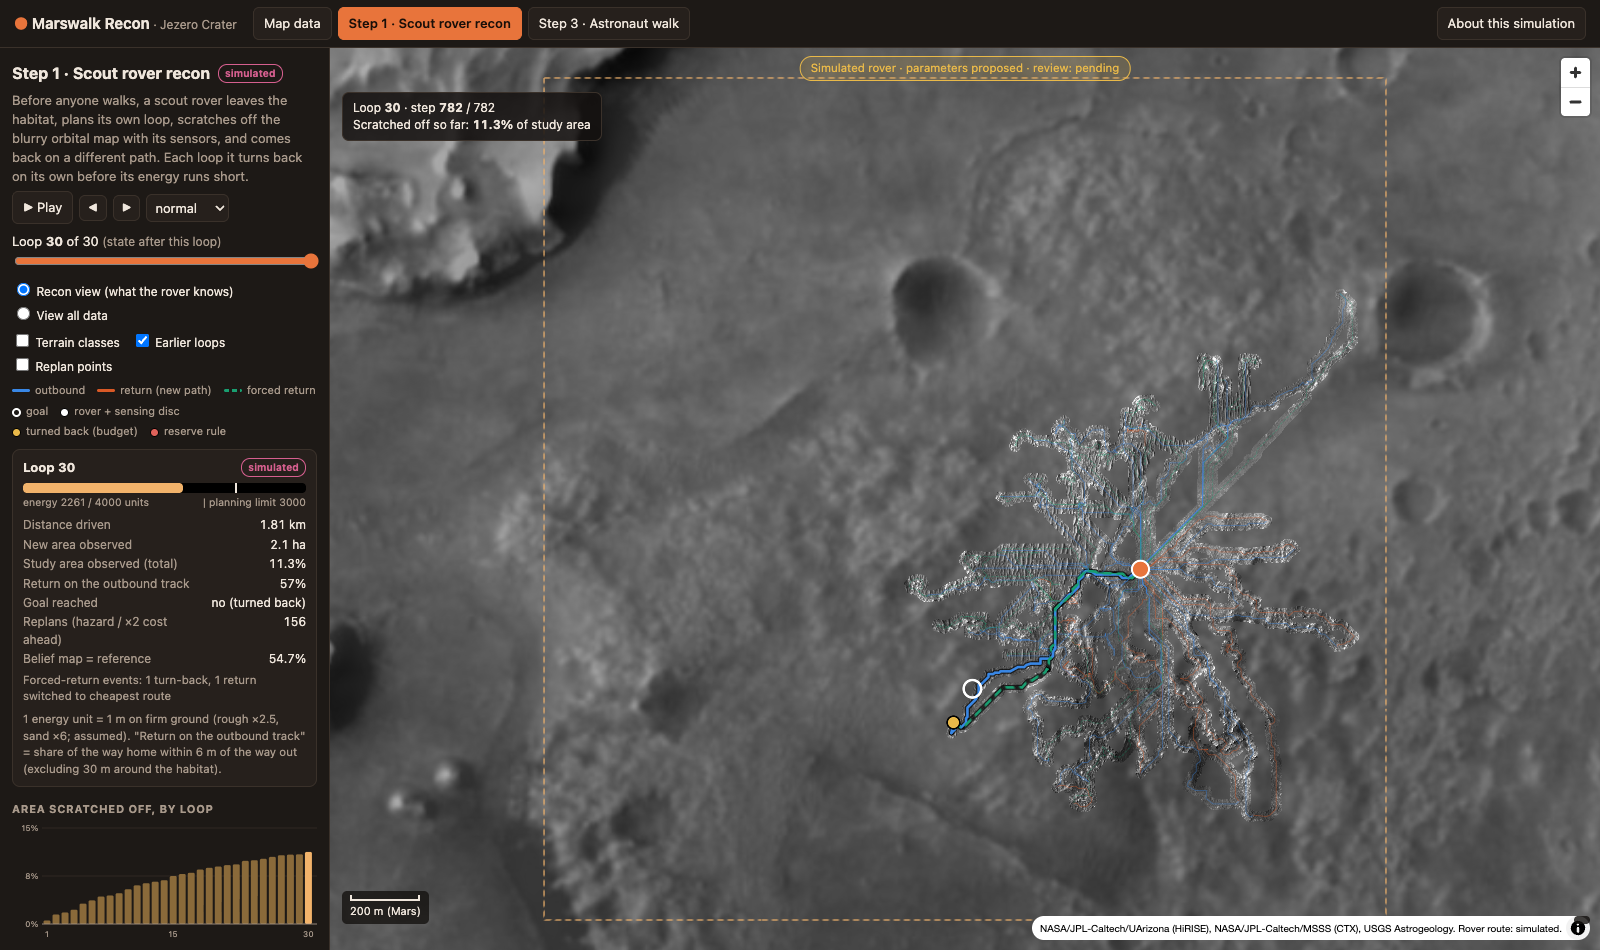 Marswalk Recon · Jezero Crater
Map data
Step 1 · Scout rover recon
Step 3 · Astronaut walk
About this simulation
Step 1 · Scout rover recon
simulated
Before anyone walks, a scout rover leaves the
habitat, plans its own loop, scratches off the
blurry orbital map with its sensors, and comes
back on a different path. Each loop it turns back
on its own before its energy runs short.
Play
normal
Loop 30 of 30 (state after this loop)
Recon view (what the rover knows)
View all data
Terrain classes
Earlier loops
Replan points
outbound
return (new path)
forced return
goal
rover + sensing disc
turned back (budget)
reserve rule
Loop 30
simulated
energy 2261 / 4000 units
| planning limit 3000
Distance driven 1.81 km
New area observed 2.1 ha
Study area observed (total) 11.3%
Return on the outbound track 57%
Goal reached no (turned back)
Replans (hazard / ×2 cost 156
ahead)
Belief map = reference 54.7%
Forced-return events: 1 turn-back, 1 return
switched to cheapest route
1 energy unit = 1 m on firm ground (rough ×2.5,
sand ×6; assumed). "Return on the outbound track"
= share of the way home within 6 m of the way out
(excluding 30 m around the habitat).
AREA SCRATCHED OFF, BY LOOP
15%
8%
0%
1
15
30
Simulated rover · parameters proposed · review: pending
Loop 30 · step 782 / 782
Scratched off so far: 11.3% of study area
+
−
200 m (Mars)
NASA/JPL-Caltech/UArizona (HiRISE), NASA/JPL-Caltech/MSSS (CTX), USGS Astrogeology. Rover route: simulated.